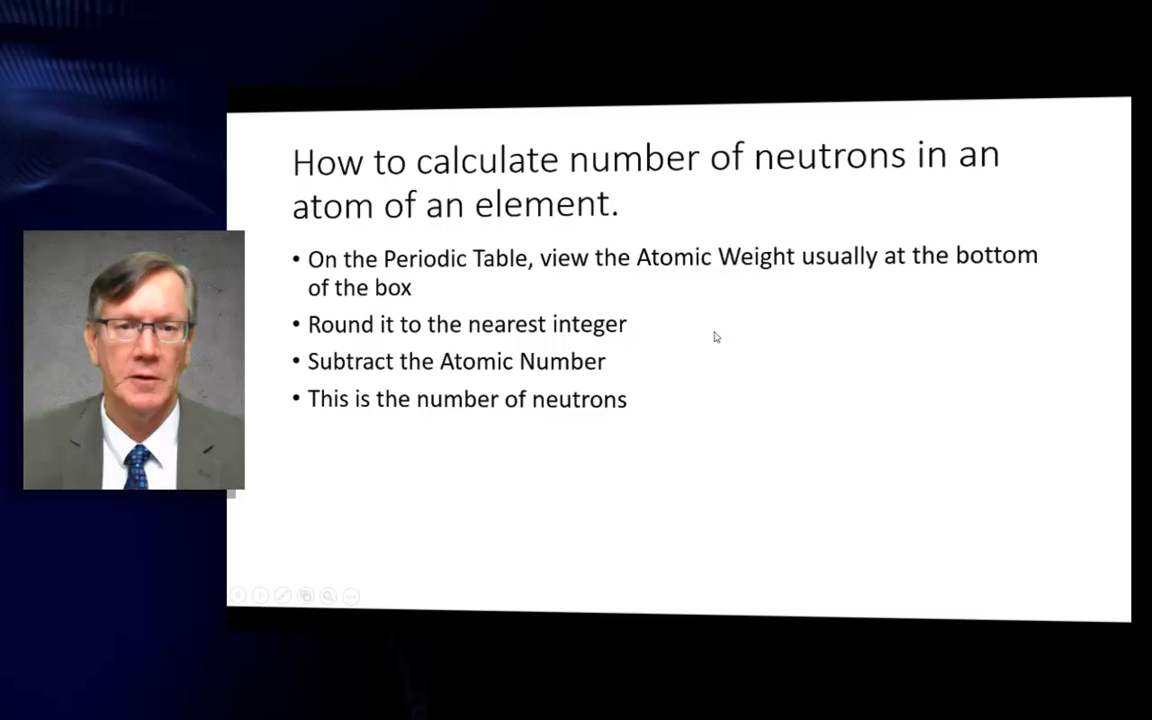 How to calculate number of neutrons in an
atom of an element.
• On the Periodic Table, view the Atomic Weight usually at the bottom
of the box
• Round it to the nearest integer
• Subtract the Atomic Number
• This is the number of neutrons